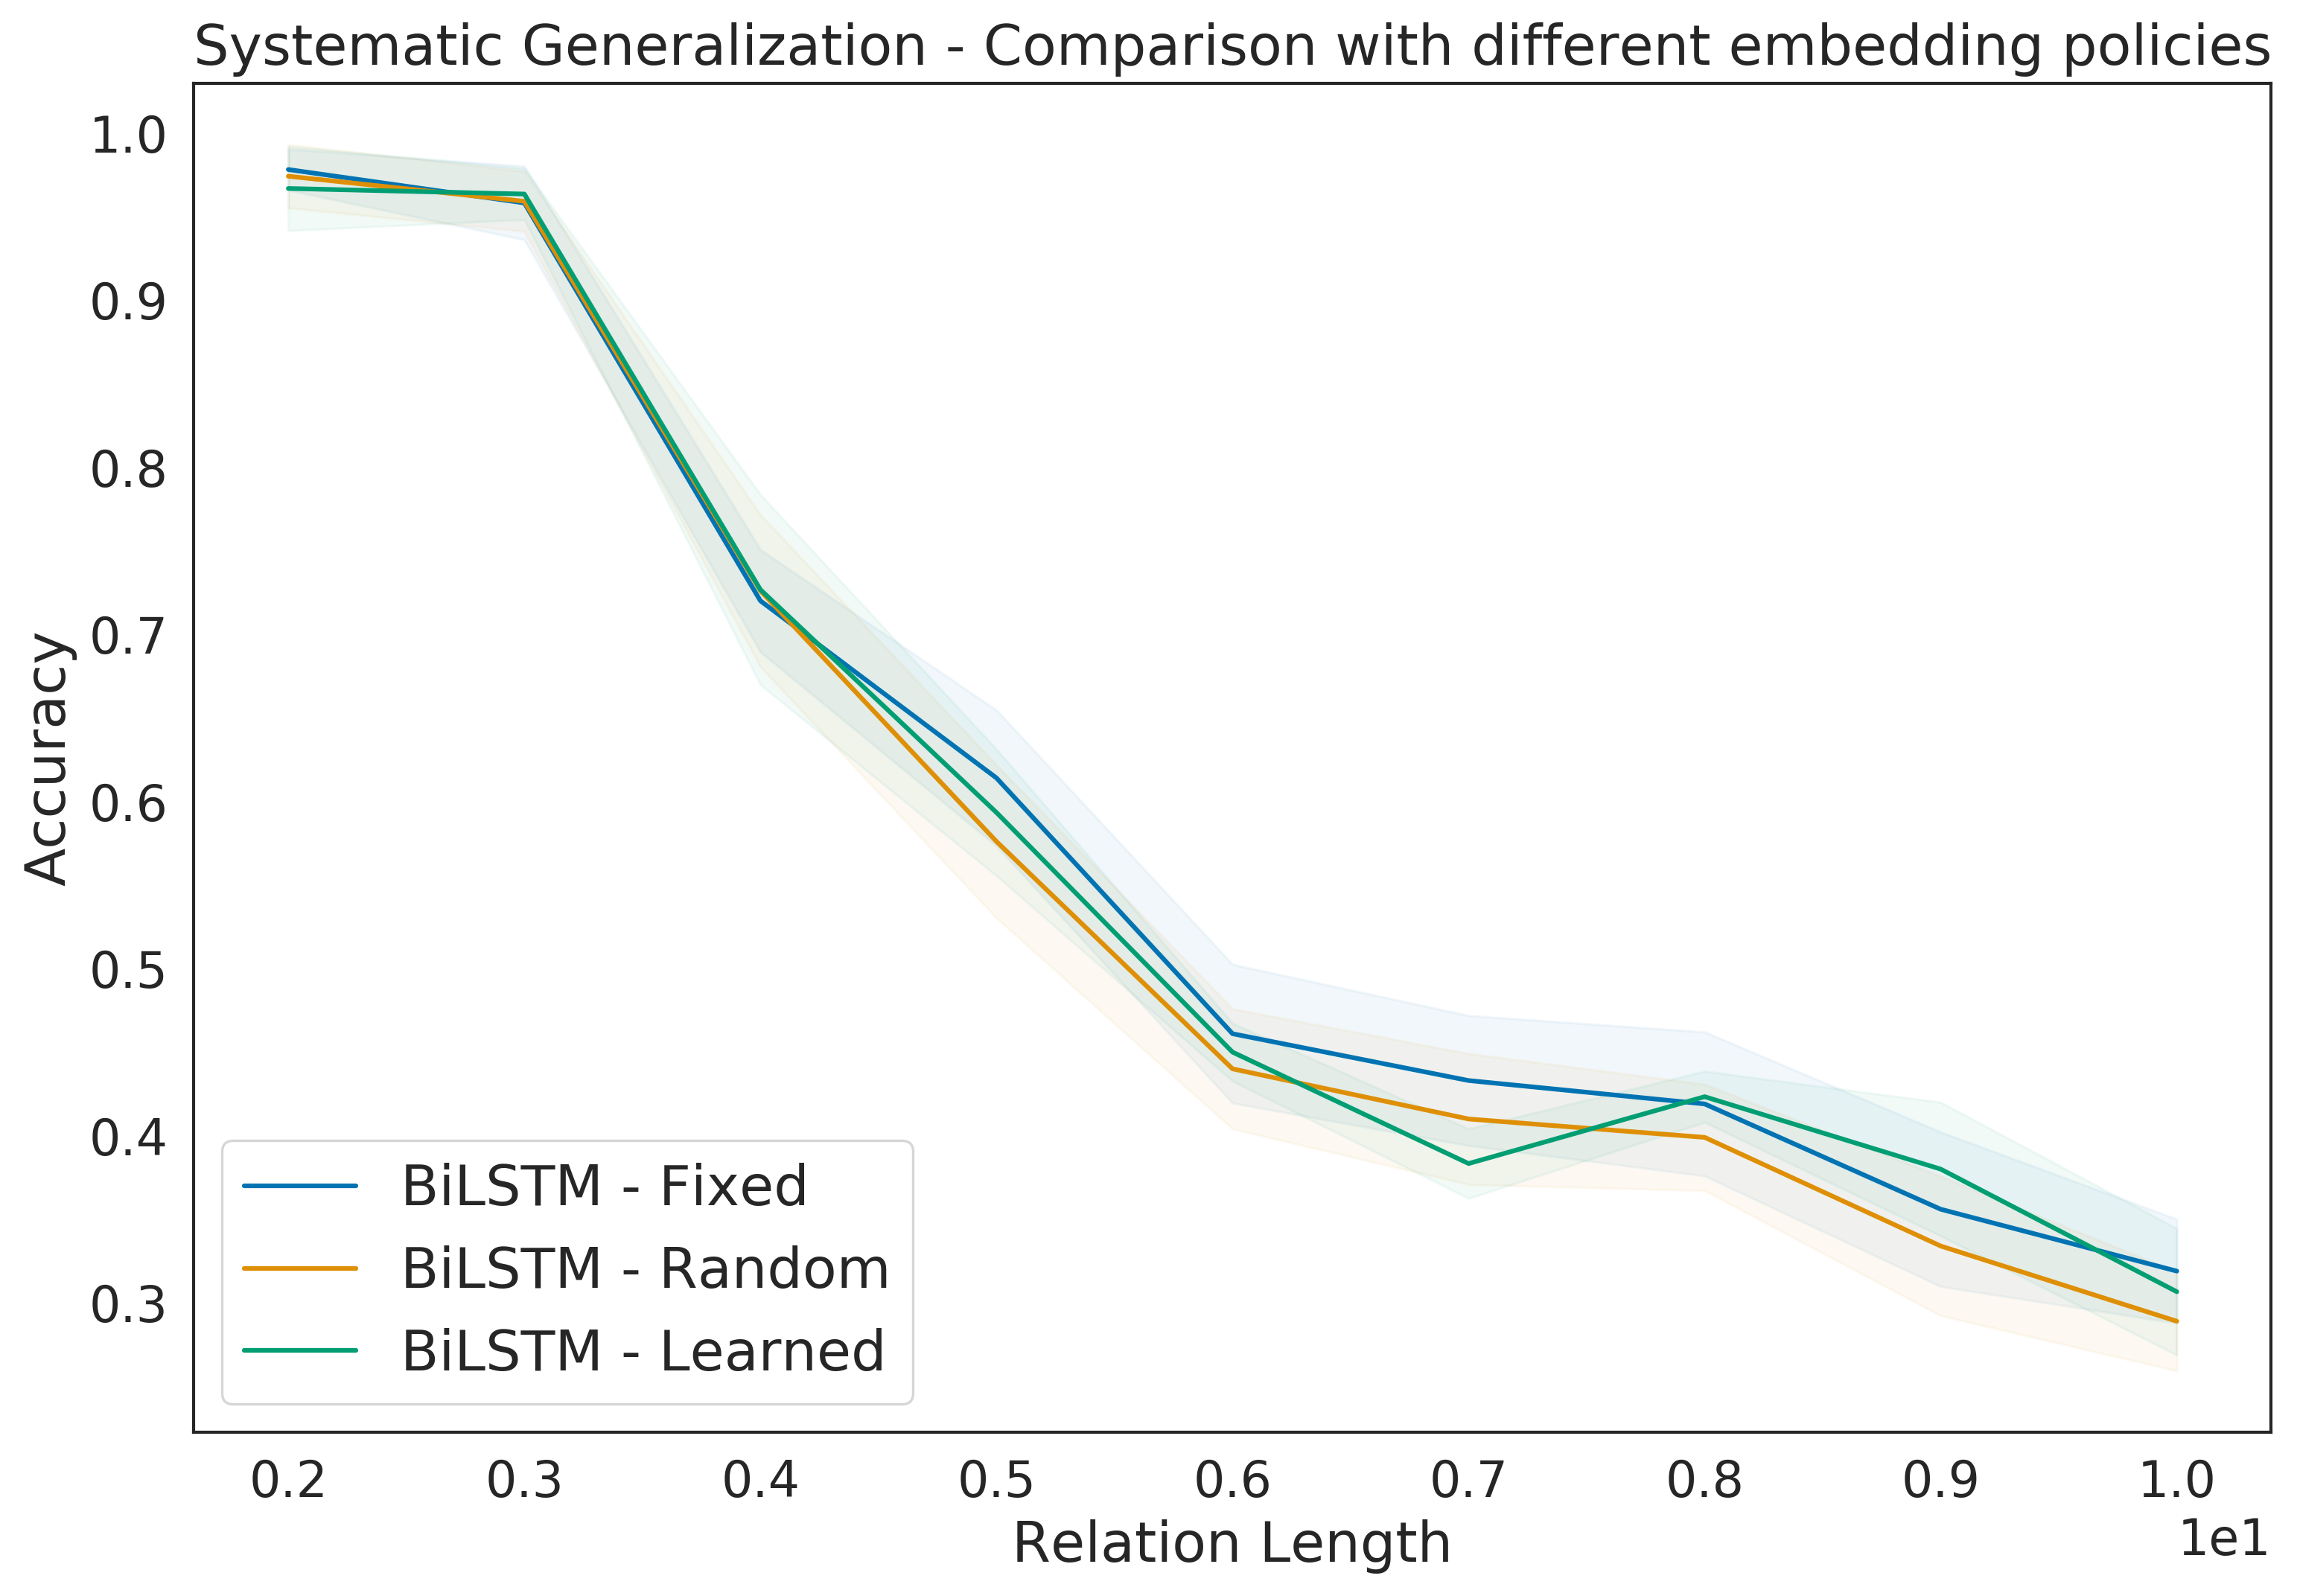 Systematic Generalization - Comparison with different embedding policies
1.0
0.9
0.8
0.7
0.6
0.5
0.4
0.3
Accuracy
BiLSTM - Fixed
BiLSTM - Random
BiLSTM - Learned
0.2 0.3 0.4 0.5 0.6 0.7 0.8 0.9 1.0
1e1
Relation Length